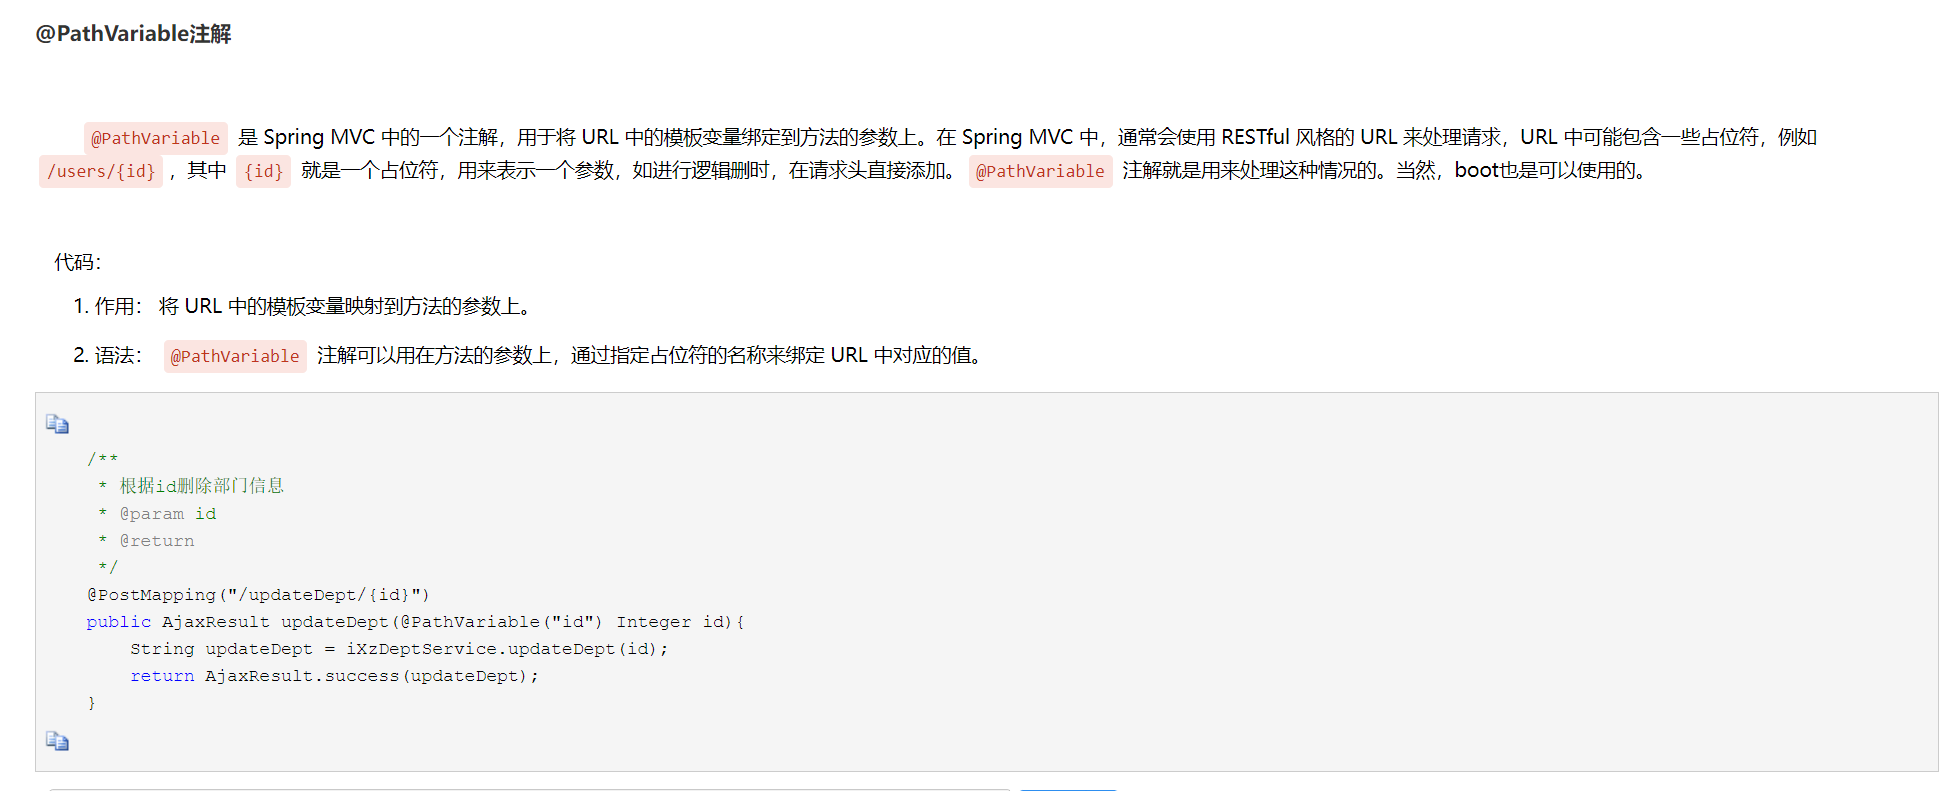 @PathVariable注解
@PathVariable 是 Spring MVC 中的一个注解，用于将 URL 中的模板变量绑定到方法的参数上。在 Spring MVC 中，通常会使用 RESTful 风格的 URL 来处理请求，URL 中可能包含一些占位符，例如
/users/{id} ，其中 {id} 就是一个占位符，用来表示一个参数，如进行逻辑删时，在请求头直接添加。 @PathVariable 注解就是用来处理这种情况的。当然，boot也是可以使用的。
代码：
1. 作用： 将 URL 中的模板变量映射到方法的参数上。
2. 语法： @PathVariable 注解可以用在方法的参数上，通过指定占位符的名称来绑定 URL 中对应的值。
/**
* 根据id删除部门信息
* @param id
* @return
*/
@PostMapping("/updateDept/{id}")
public AjaxResult updateDept(@PathVariable("id") Integer id){
String updateDept = iXzDeptService.updateDept(id);
return AjaxResult.success(updateDept);
}